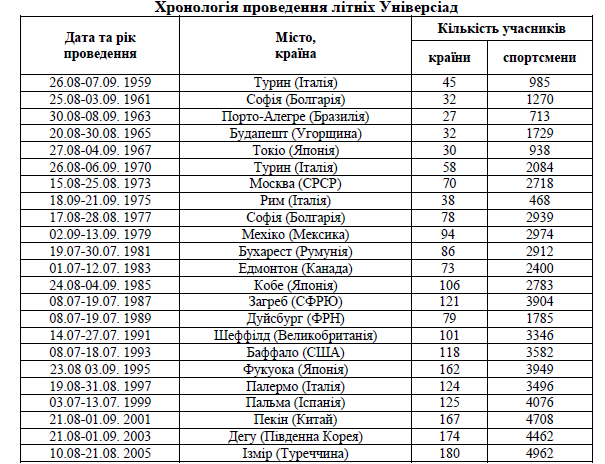 Хронологія проведення літніх Універсіад
Дата та рік проведення | Місто, країна | Кількість учасників
країни | спортсмени
26.08-07.09. 1959 | Турин (Італія) | 45 | 985
25.08-03.09. 1961 | Софія (Болгарія) | 32 | 1270
30.08-08.09. 1963 | Порто-Алегре (Бразилія) | 27 | 713
20.08-30.08. 1965 | Будапешт (Угорщина) | 32 | 1729
27.08-04.09. 1967 | Токіо (Японія) | 30 | 938
26.08-06.09. 1970 | Турин (Італія) | 58 | 2084
15.08-25.08. 1973 | Москва (СРСР) | 70 | 2718
18.09-21.09. 1975 | Рим (Італія) | 38 | 468
17.08-28.08. 1977 | Софія (Болгарія) | 78 | 2939
02.09-13.09. 1979 | Мехіко (Мексика) | 94 | 2974
19.07-30.07. 1981 | Бухарест (Румунія) | 86 | 2912
01.07-12.07. 1983 | Едмонтон (Канада) | 73 | 2400
24.08-04.09. 1985 | Кобе (Японія) | 106 | 2783
08.07-19.07. 1987 | Загреб (СФРЮ) | 121 | 3904
08.07-19.07. 1989 | Дуйсбург (ФРН) | 79 | 1785
14.07-27.07. 1991 | Шеффілд (Великобританія) | 101 | 3346
08.07-18.07. 1993 | Баффало (США) | 118 | 3582
23.08 03.09. 1995 | Фукуока (Японія) | 162 | 3949
19.08-31.08. 1997 | Палермо (Італія) | 124 | 3496
03.07-13.07. 1999 | Пальма (Іспанія) | 125 | 4076
21.08-01.09. 2001 | Пекін (Китай) | 167 | 4708
21.08-01.09. 2003 | Дегу (Південна Корея) | 174 | 4462
10.08-21.08. 2005 | Ізмір (Туреччина) | 180 | 4962